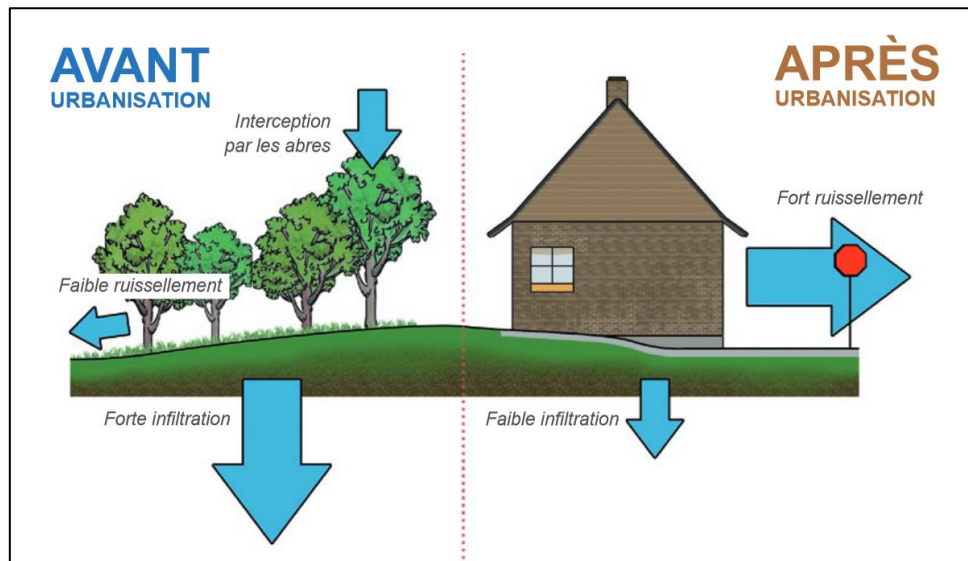 AVANT
URBANISATION
Interception
par les abres
Faible ruissellement
Forte infiltration
APRÈS
URBANISATION
Fort ruissellement
Faible infiltration